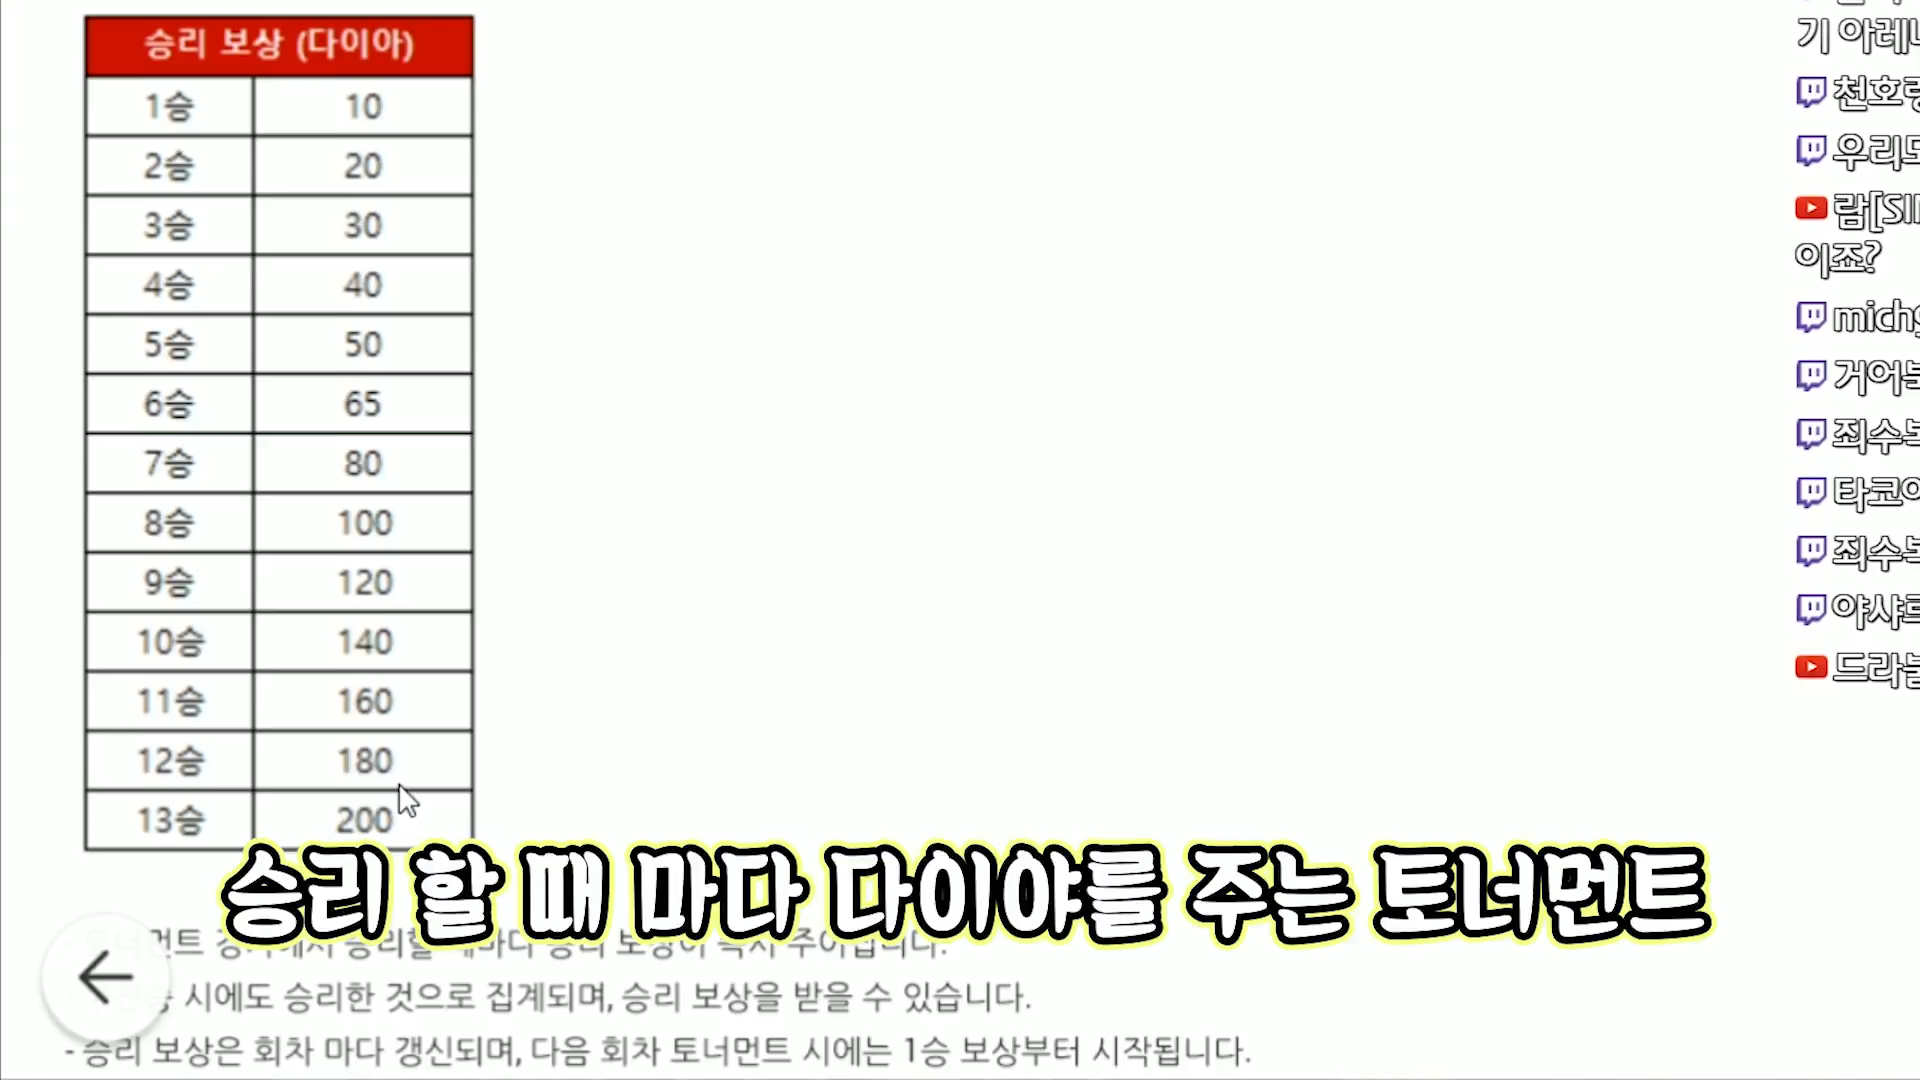 승리 보상 (다이아)
1승 10
2승 20
3승 30
4승 40
5승 50
6승 65
7승 80
8승 100
9승 120
10승 140
11승 160
12승 180
13승 200
승리 할 때 마다 다이야를 주는 토너먼트
시에도 승리한 것으로 집계되며, 승리 보상을 받을 수 있습니다.
- 승리 보상은 회차 마다 갱신되며, 다음 회차 토너먼트 시에는 1승 보상부터 시작됩니다.
기
이죠?